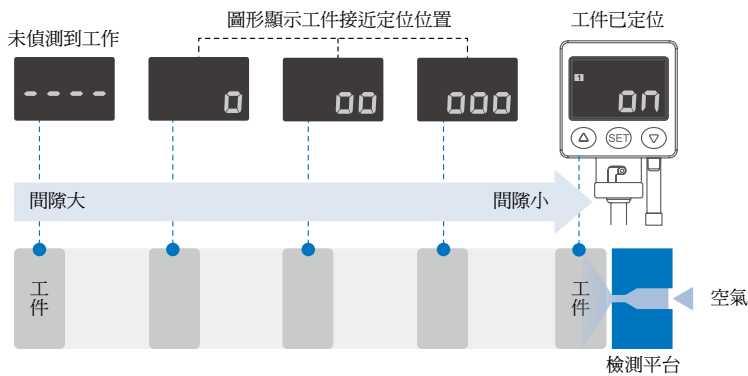 圖形顯示工件接近定位位置
工件已定位
未偵測到工作
- - - -
0
00
000
1
on
SET
間隙大
間隙小
工件
工件
空氣
檢測平台